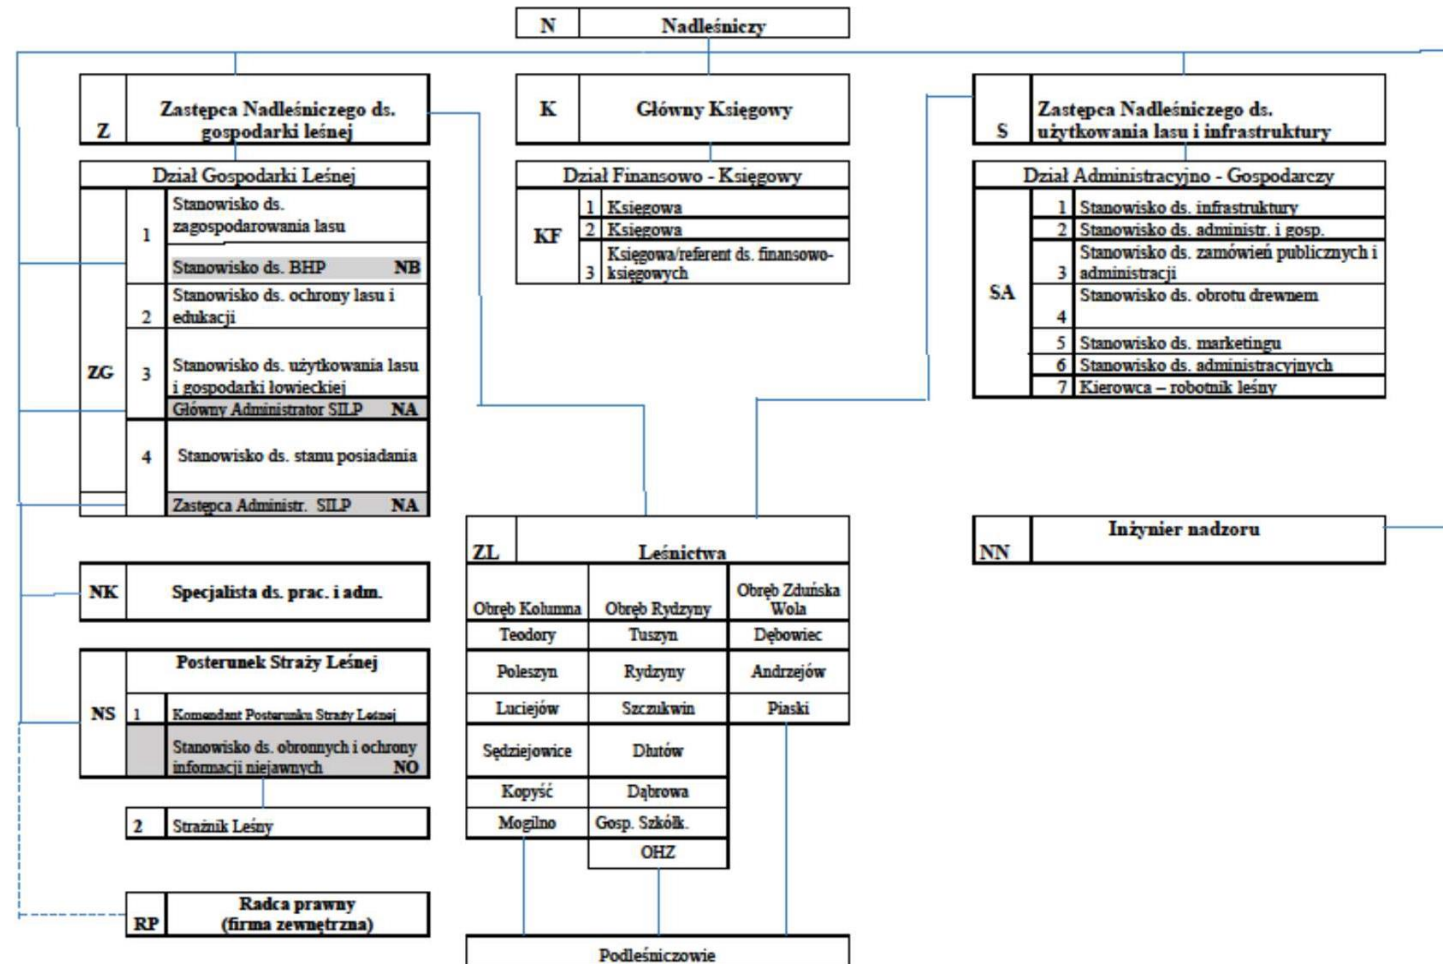 N Nadleśniczy
Z Zastępca Nadleśniczego ds.
gospodarki leśnej
K Główny Księgowy
S Zastępca Nadleśniczego ds.
użytkowania lasu i infrastruktury
Dział Gospodarki Leśnej
ZG
1 Stanowisko ds.
zagospodarowania lasu
Stanowisko ds. BHP NB
2 Stanowisko ds. ochrony lasu i
edukacji
3 Stanowisko ds. użytkowania lasu
i gospodarki łowieckiej
Główny Administrator SILP NA
4 Stanowisko ds. stanu posiadania
Zastępca Administr. SILP NA
Dział Finansowo - Księgowy
KF
1 Księgowa
2 Księgowa
3 Księgowa/referent ds. finansowo-
księgowych
Dział Administracyjno - Gospodarczy
SA
1 Stanowisko ds. infrastruktury
2 Stanowisko ds. administr. i gosp.
3 Stanowisko ds. zamówień publicznych i
administracji
4 Stanowisko ds. obrotu drewnem
5 Stanowisko ds. marketingu
6 Stanowisko ds. administracyjnych
7 Kierowca – robotnik leśny
NK Specjalista ds. prac. i adm.
NS Posterunek Straży Leśnej
1 Komendant Posterunku Straży Leśnej
Stanowisko ds. obronnych i ochrony
informacji niejawnych NO
2 Strażnik Leśny
RP Radca prawny
(firma zewnętrzna)
ZL Leśnictwa
Obręb Kolumna
Teodory
Poleszyn
Luciejów
Sędziejowice
Kopyść
Mogilno
Obręb Rydzyny
Tuszyn
Rydzyny
Szczukwin
Dłutów
Dąbrowa
Gosp. Szkółk.
OHZ
Obręb Zduńska
Wola
Dębowiec
Andrzejów
Piaski
Podleśniczowie
NN Inżynier nadzoru